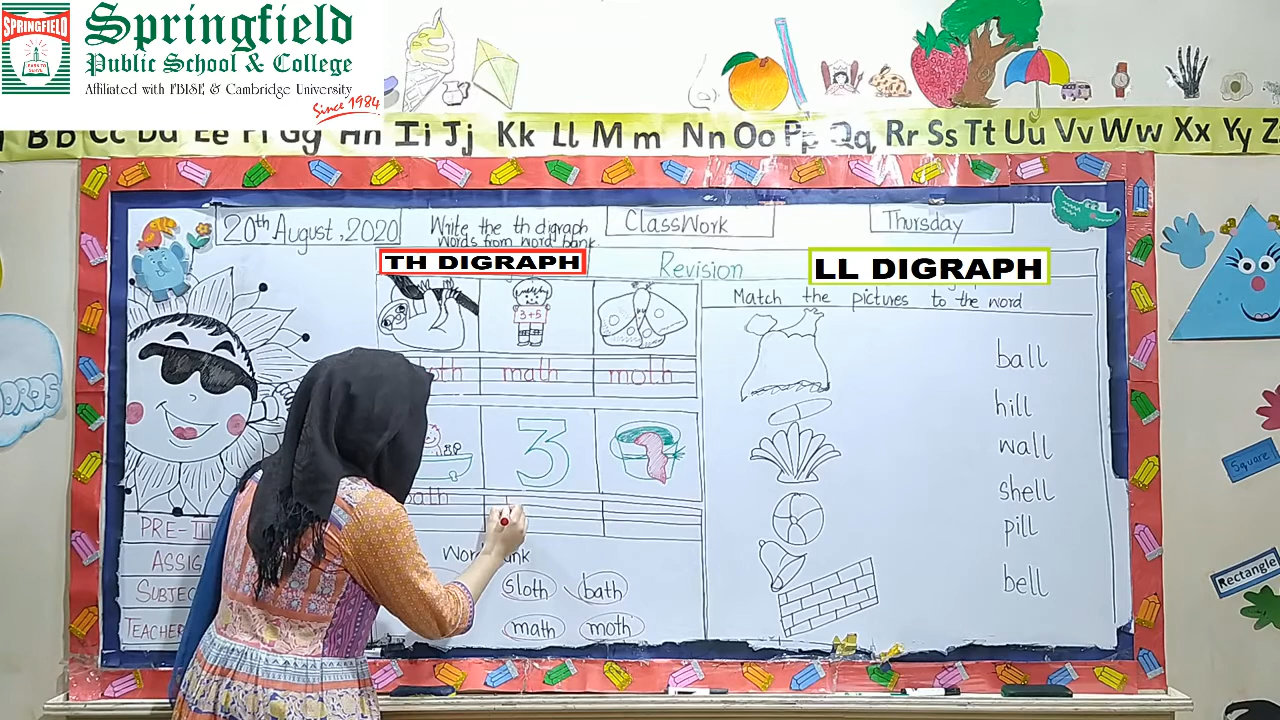 SPRINGFIELD
Springfield
Public School & College
Affiliated with FBISE & Cambridge University
Since 1984
Bb Cc Dd Ee Ff Gg Hh Ii Jj Kk Ll Mm Nn Oo Pp Qq Rr Ss Tt Uu Vv Ww Xx Yy Z
20th August, 2020
Write the th digraph
words from word bank
ClassWork
Thursday
TH DIGRAPH
Revision
LL DIGRAPH
Match the pictures to the word
3+5
math
moth
3
bath
ball
hill
wall
shell
pill
bell
PRE-III
SUBJEC
TEACHER
sloth
bath
math
moth
Square
Rectangle